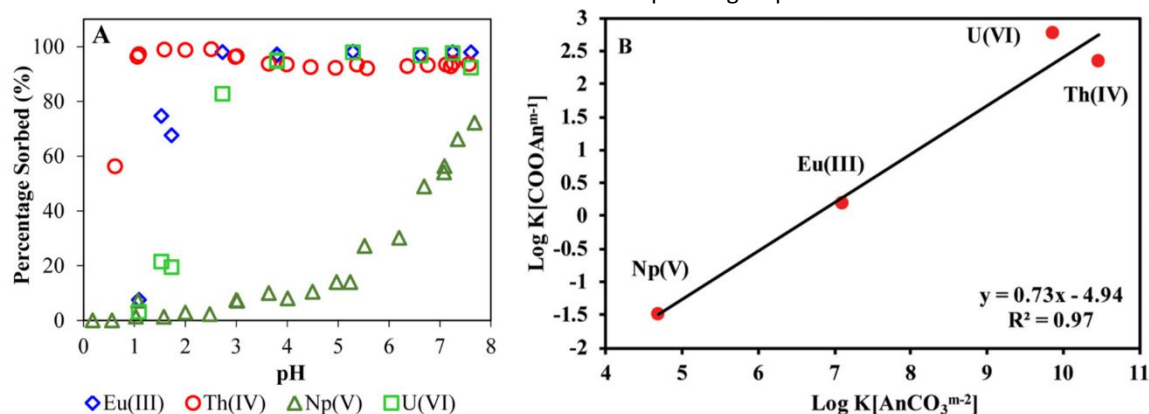 A
Percentage Sorbed (%)
100
80
60
40
20
0
0 1 2 3 4 5 6 7 8
pH
Eu(III) Th(IV) Np(V) U(VI)
B
Log K[COOAn^m-1]
3
2.5
2
1.5
1
0.5
0
-0.5
-1
-1.5
-2
U(VI)
Th(IV)
Eu(III)
Np(V)
y = 0.73x - 4.94
R² = 0.97
4 5 6 7 8 9 10 11
Log K[AnCO₃^m-2]